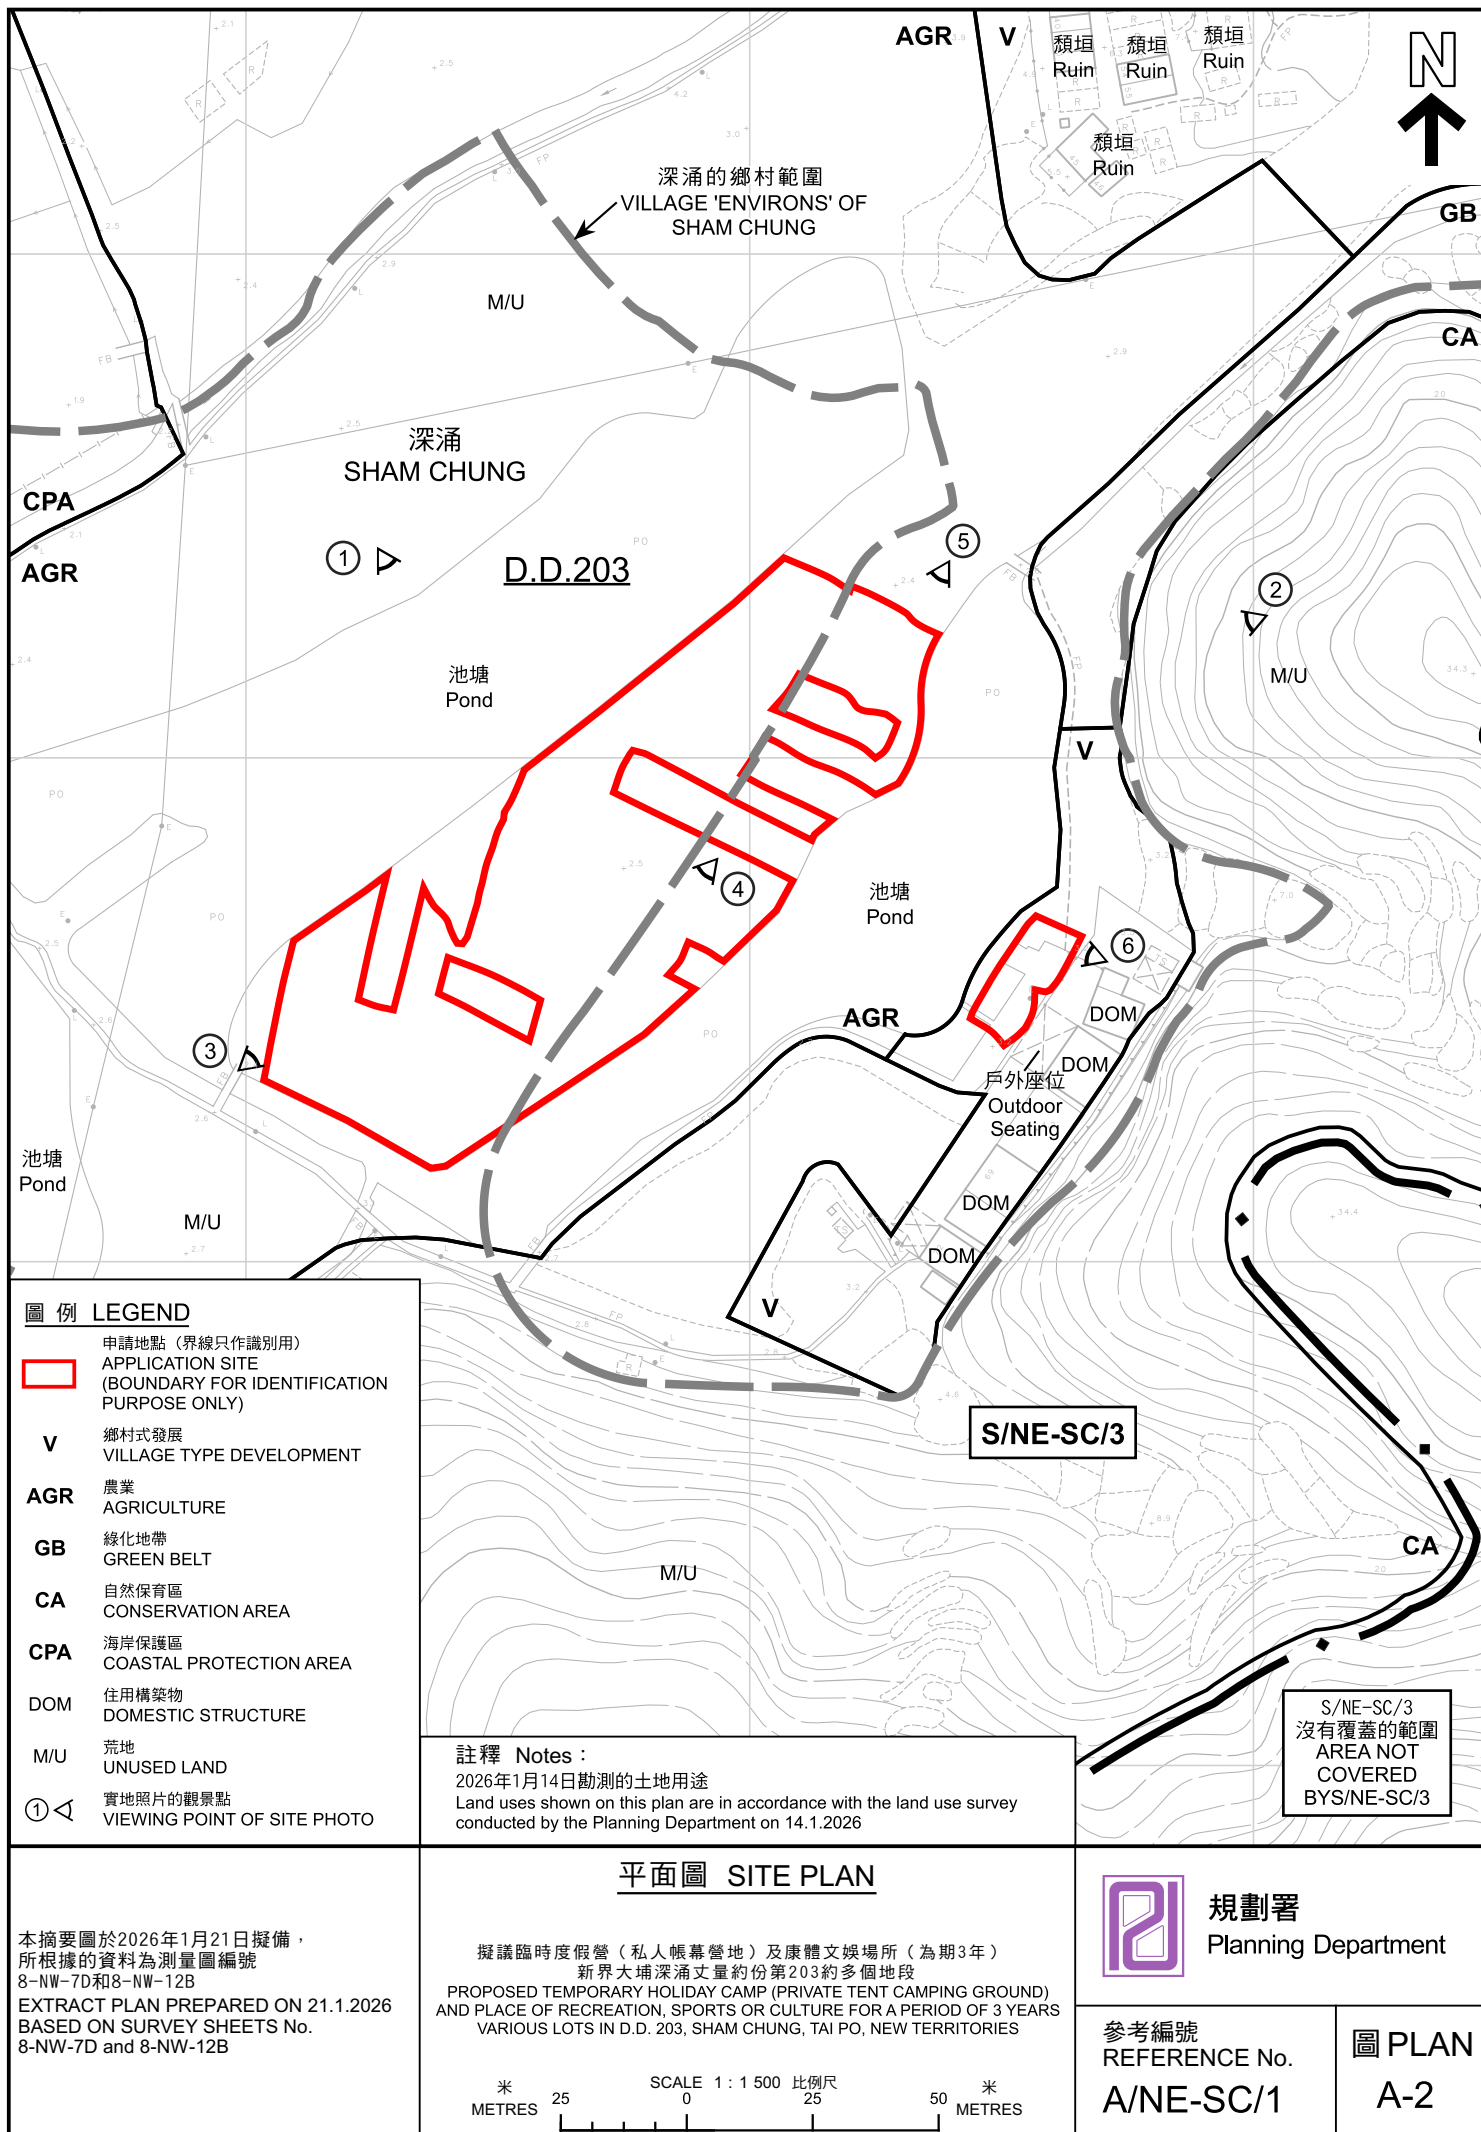 AGR
V
頹垣
Ruin
頹垣
Ruin
頹垣
Ruin
頹垣
Ruin
N
深涌的鄉村範圍
VILLAGE 'ENVIRONS' OF
SHAM CHUNG
GB
M/U
CA
深涌
SHAM CHUNG
CPA
AGR
1
D.D.203
5
2
M/U
池塘
Pond
V
4
池塘
Pond
6
AGR
DOM
DOM
3
戶外座位
Outdoor
Seating
池塘
Pond
M/U
DOM
DOM
V
S/NE-SC/3
M/U
CA
S/NE-SC/3
沒有覆蓋的範圍
AREA NOT
COVERED
BYS/NE-SC/3
圖 例 LEGEND
申請地點（界線只作識別用）
APPLICATION SITE
(BOUNDARY FOR IDENTIFICATION
PURPOSE ONLY)
V 鄉村式發展
VILLAGE TYPE DEVELOPMENT
AGR 農業
AGRICULTURE
GB 綠化地帶
GREEN BELT
CA 自然保育區
CONSERVATION AREA
CPA 海岸保護區
COASTAL PROTECTION AREA
DOM 住用構築物
DOMESTIC STRUCTURE
M/U 荒地
UNUSED LAND
1 實地照片的觀景點
VIEWING POINT OF SITE PHOTO
註釋 Notes：
2026年1月14日勘測的土地用途
Land uses shown on this plan are in accordance with the land use survey
conducted by the Planning Department on 14.1.2026
本摘要圖於2026年1月21日擬備，
所根據的資料為測量圖編號
8-NW-7D和8-NW-12B
EXTRACT PLAN PREPARED ON 21.1.2026
BASED ON SURVEY SHEETS No.
8-NW-7D and 8-NW-12B
平面圖 SITE PLAN
擬議臨時度假營（私人帳幕營地）及康體文娛場所（為期3年）
新界大埔深涌丈量約份第203約多個地段
PROPOSED TEMPORARY HOLIDAY CAMP (PRIVATE TENT CAMPING GROUND)
AND PLACE OF RECREATION, SPORTS OR CULTURE FOR A PERIOD OF 3 YEARS
VARIOUS LOTS IN D.D. 203, SHAM CHUNG, TAI PO, NEW TERRITORIES
SCALE 1 : 1 500 比例尺
米 METRES 25 0 25 50 米 METRES
規劃署
Planning Department
參考編號
REFERENCE No.
A/NE-SC/1
圖 PLAN
A-2